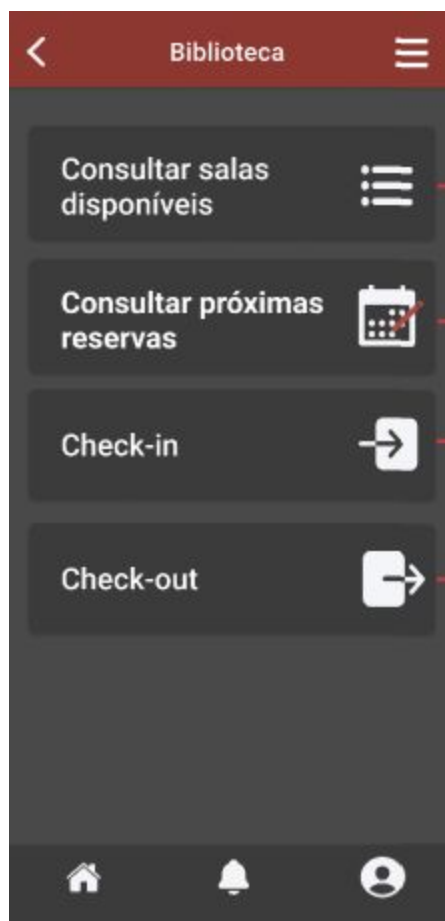 Biblioteca
Consultar salas
disponíveis
Consultar próximas
reservas
Check-in
Check-out